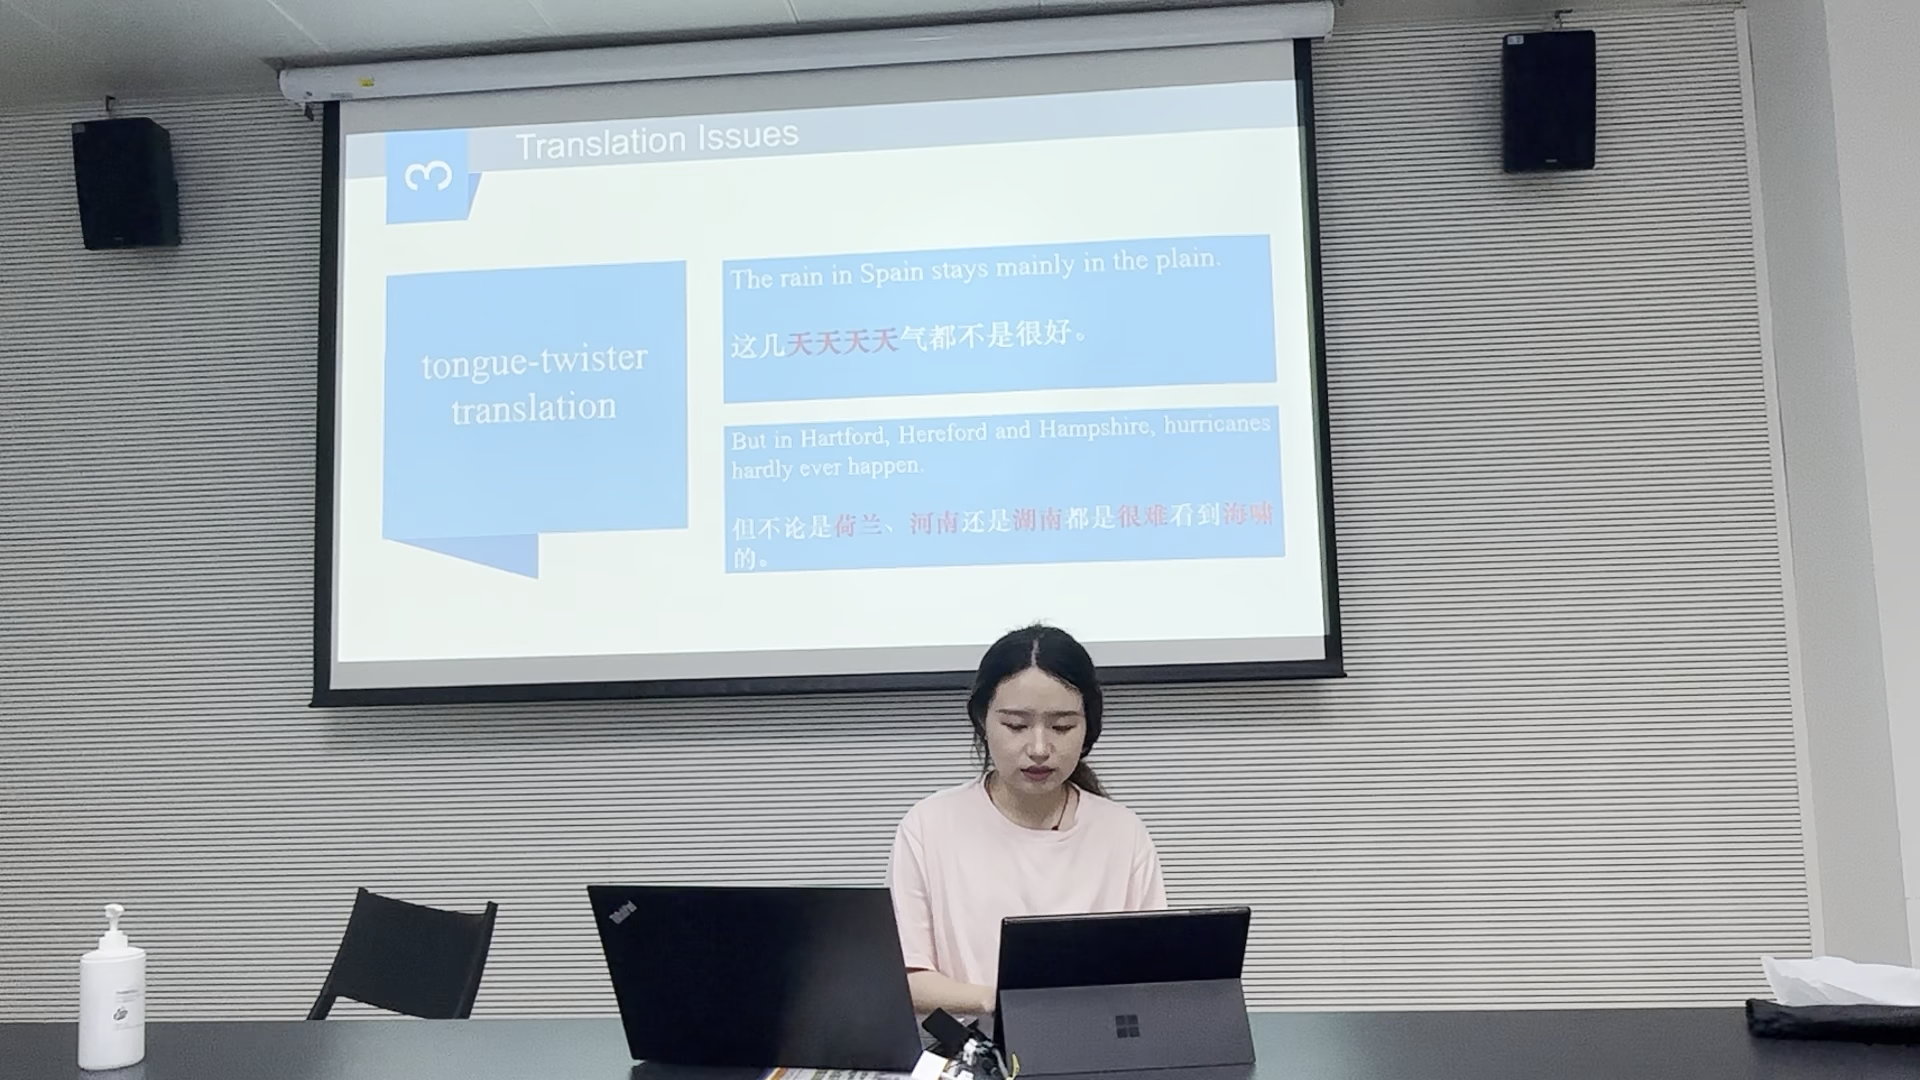 3
Translation Issues
tongue-twister
translation
The rain in Spain stays mainly in the plain.
这几天天天天气都不是很好。
But in Hartford, Hereford and Hampshire, hurricanes
hardly ever happen.
但不论是荷兰、河南还是湖南都是很难看到海啸
的。
ThinkPad